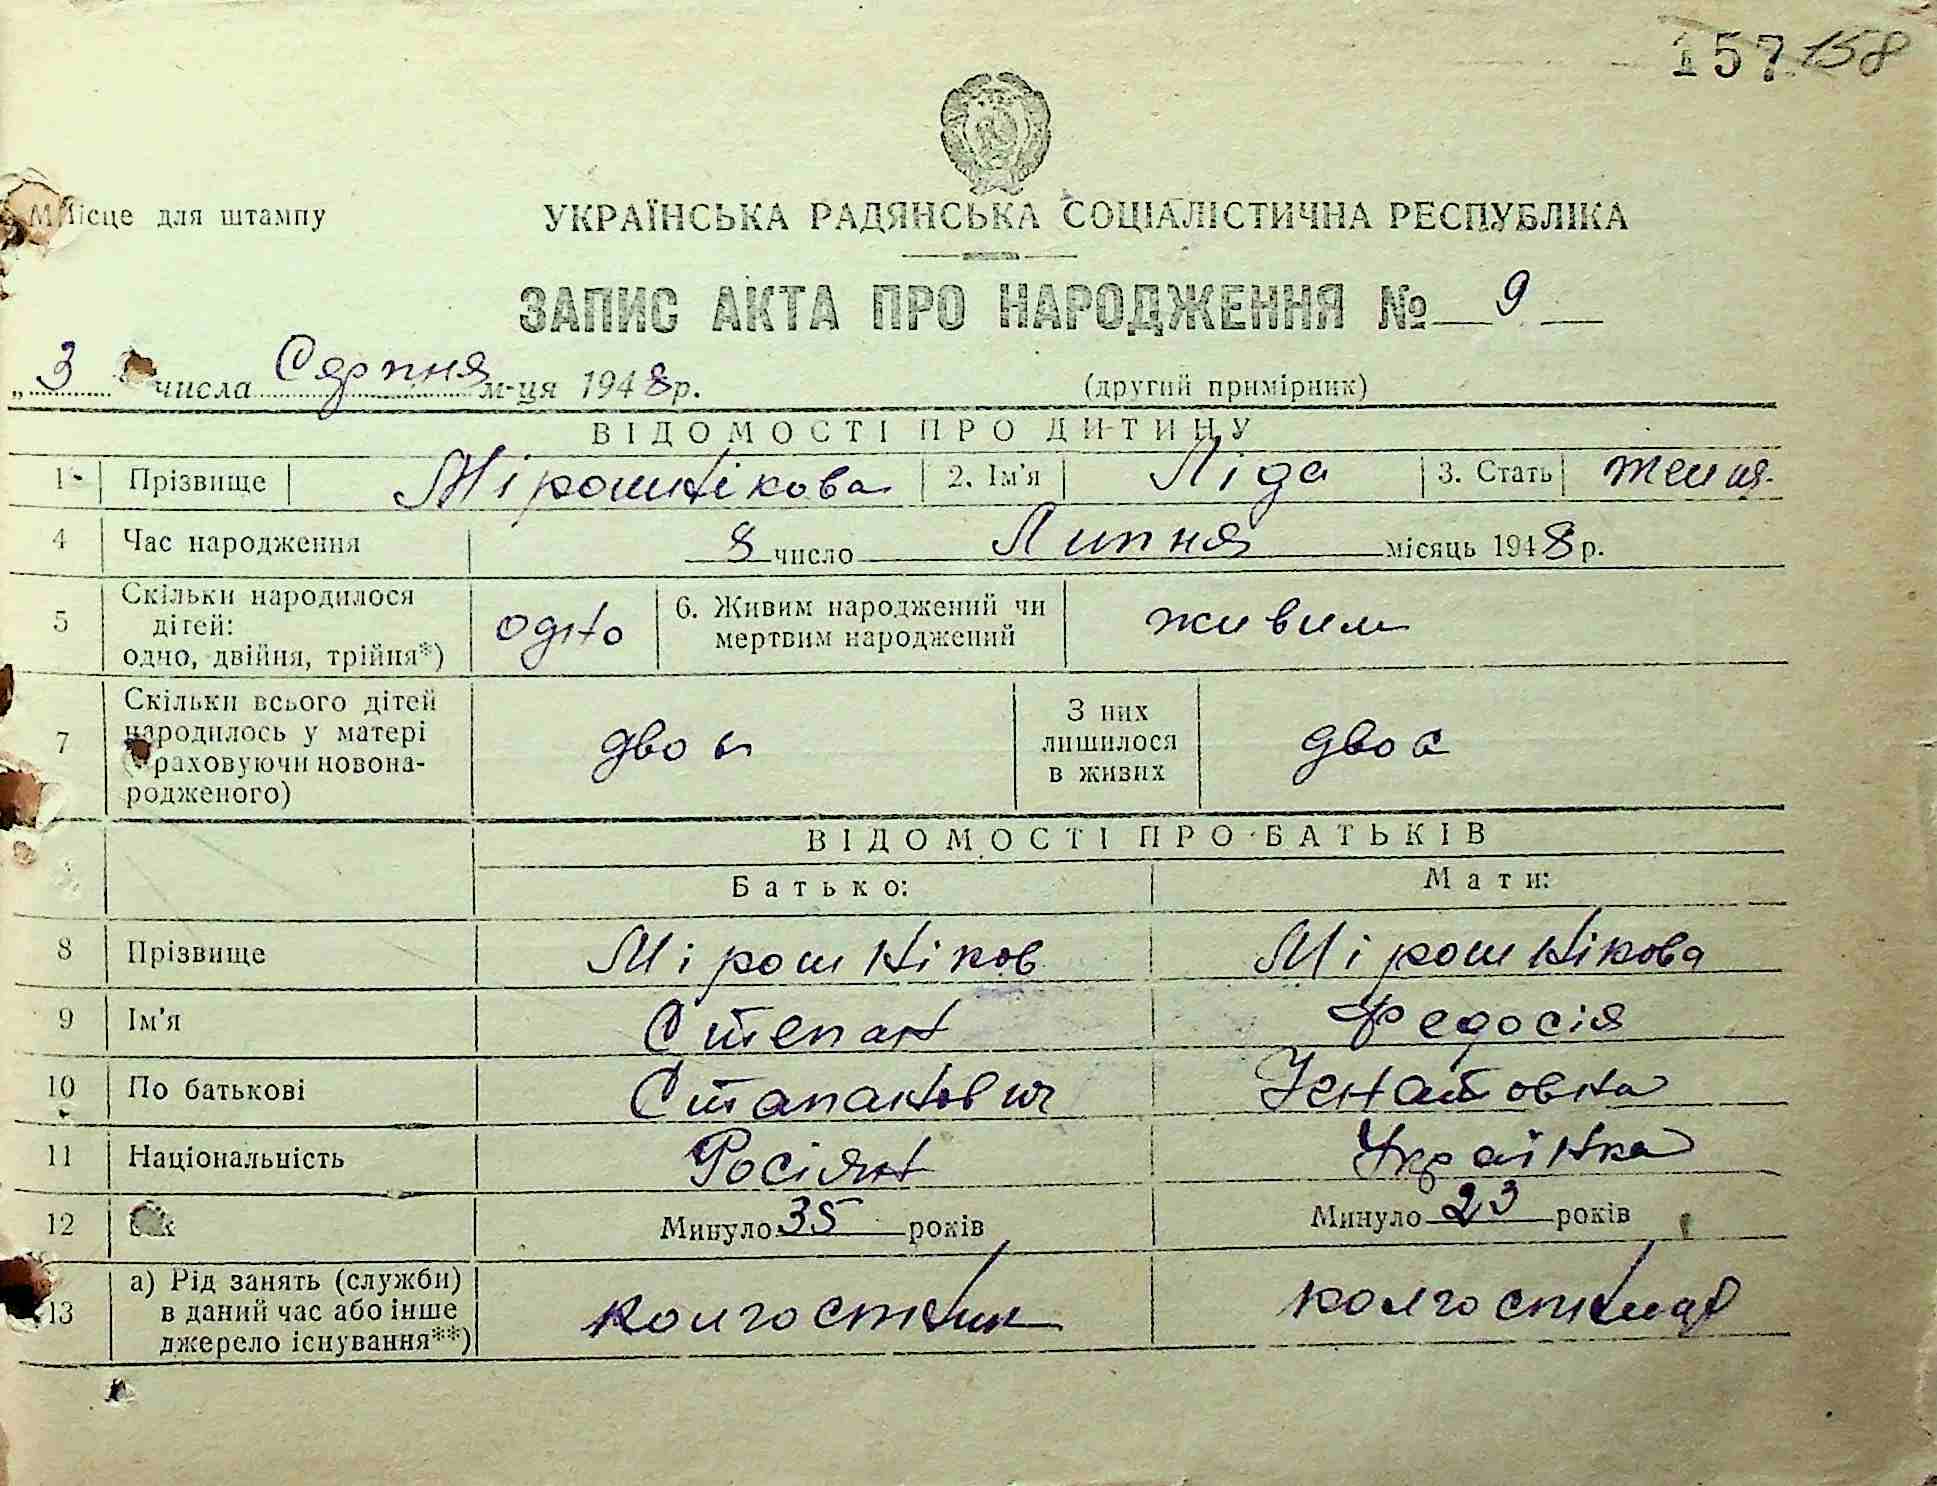 157 158
Місце для штампу
УКРАЇНСЬКА РАДЯНСЬКА СОЦІАЛІСТИЧНА РЕСПУБЛІКА
ЗАПИС АКТА ПРО НАРОДЖЕННЯ № 9
„3 числа Серпня м-ця 1948 р. (другий примірник)
ВІДОМОСТІ ПРО ДИТИНУ
1 Прізвище Мірошнікова 2. Ім'я Ліда 3. Стать
4 Час народження 8 число Липня місяць 1948 р.
5 Скільки народилося
дітей:
одно, двійня, трійня*) одно 6. Живим народжений чи
мертвим народжений живим
7 Скільки всього дітей
народилось у матері
(враховуючи новона-
родженого) двоє З них
лишилося
в живих двоє
ВІДОМОСТІ ПРО БАТЬКІВ
Батько: Мати:
8 Прізвище Мірошніков Мірошнікова
9 Ім'я Степан Федосія
10 По батькові Стапанович
11 Національність Росіян Українка
12 Вік Минуло 35 років Минуло 23 років
13 а) Рід занять (служби)
в даний час або інше
джерело існування**) колгоспник